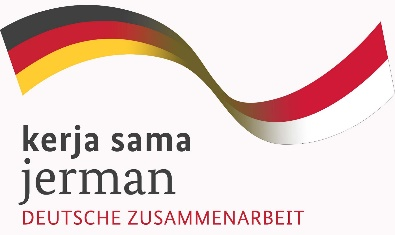 kerja sama
jerman
DEUTSCHE ZUSAMMENARBEIT